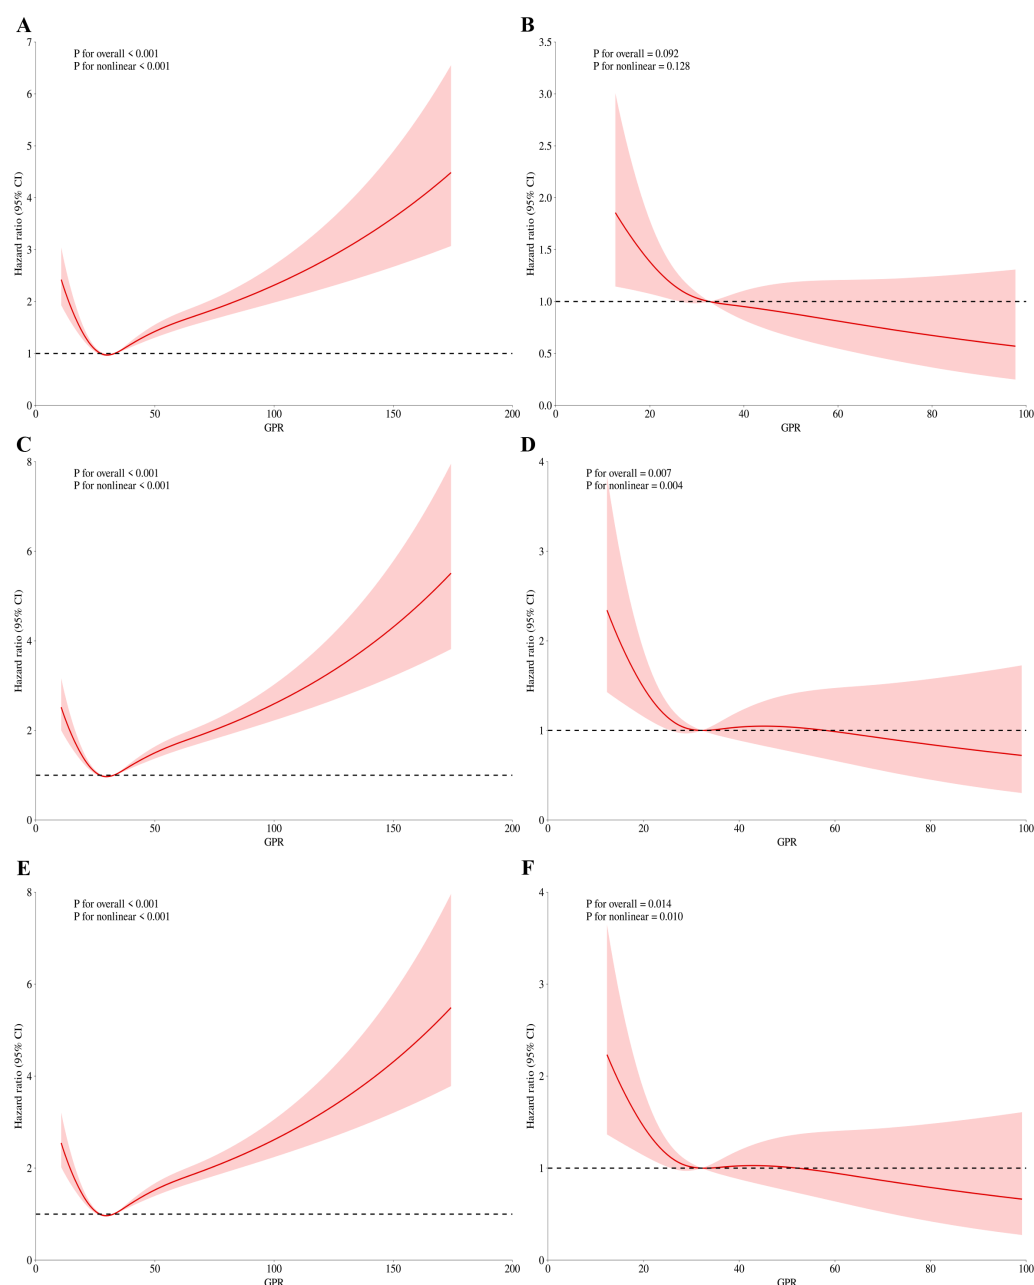 A
P for overall < 0.001
P for nonlinear < 0.001
Hazard ratio (95% CI)
7
6
5
4
3
2
1
0
0 50 100 150 200
GPR
B
P for overall = 0.092
P for nonlinear = 0.128
Hazard ratio (95% CI)
3.5
3.0
2.5
2.0
1.5
1.0
0.5
0.0
0 20 40 60 80 100
GPR
C
P for overall < 0.001
P for nonlinear < 0.001
Hazard ratio (95% CI)
8
6
4
2
0
0 50 100 150 200
GPR
D
P for overall = 0.007
P for nonlinear = 0.004
Hazard ratio (95% CI)
4
3
2
1
0
0 20 40 60 80 100
GPR
E
P for overall < 0.001
P for nonlinear < 0.001
Hazard ratio (95% CI)
8
6
4
2
0
0 50 100 150 200
GPR
F
P for overall = 0.014
P for nonlinear = 0.010
Hazard ratio (95% CI)
4
3
2
1
0
0 20 40 60 80 100
GPR